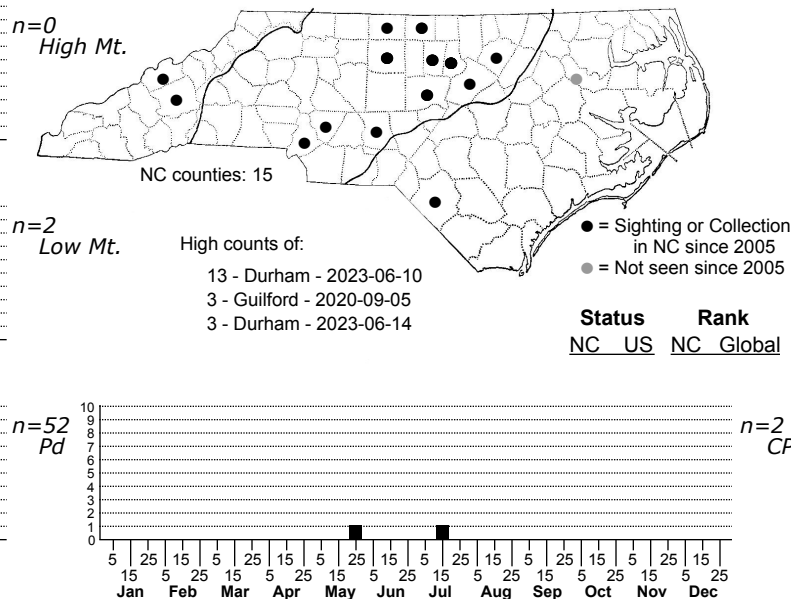 n=0
High Mt.
NC counties: 15
n=2
Low Mt.
High counts of:
13 - Durham - 2023-06-10
3 - Guilford - 2020-09-05
3 - Durham - 2023-06-14
= Sighting or Collection
in NC since 2005
= Not seen since 2005
Status Rank
NC US NC Global
n=52
Pd
10
9
8
7
6
5
4
3
2
1
0
n=2
CP
5 25 15 5 25 15 5 25 15 5 25 15 5 25 15 5 25 15
15 5 25 15 5 25 15 5 25 15 5 25 15 5 25 15 5 25
Jan Feb Mar Apr May Jun Jul Aug Sep Oct Nov Dec